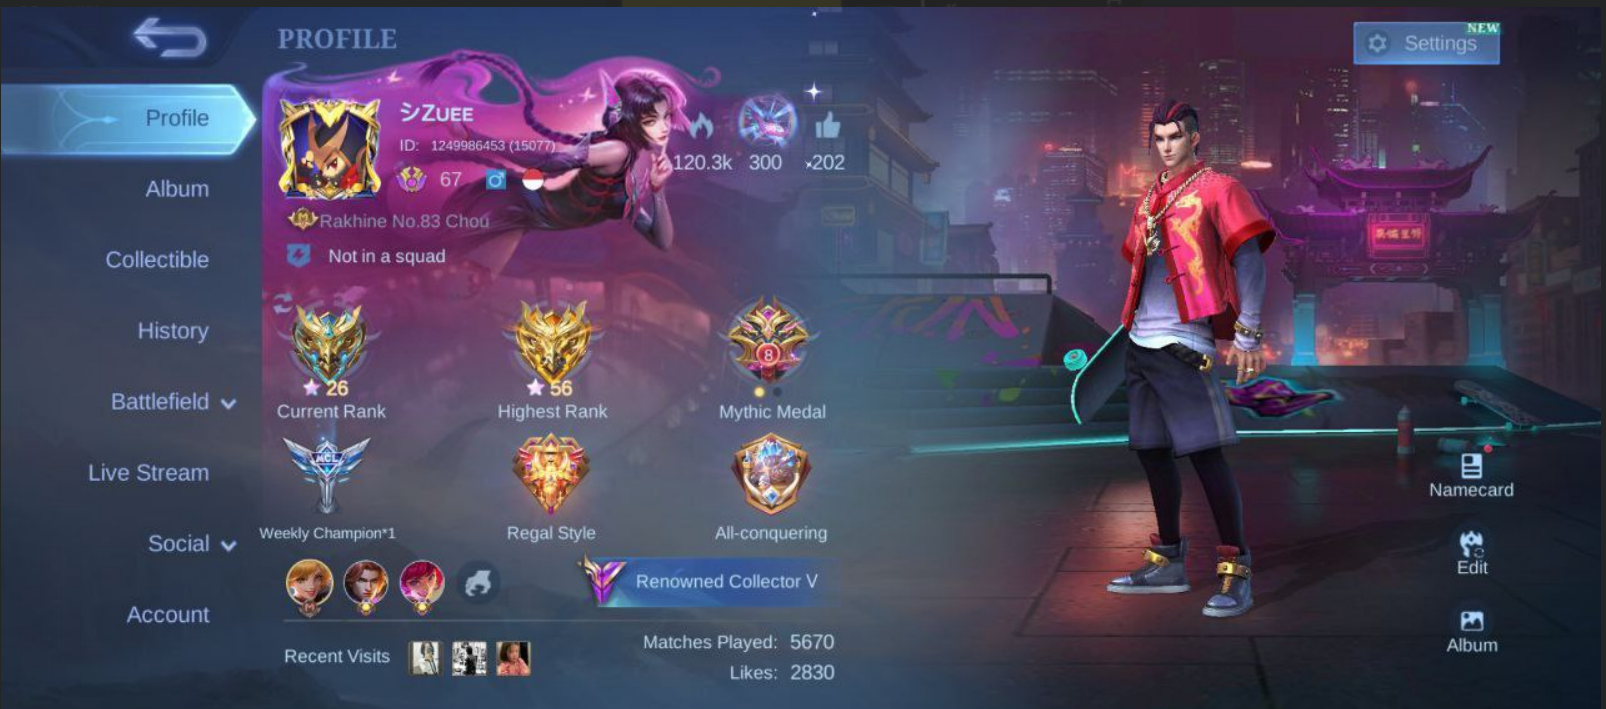 PROFILE
NEW
Settings
Profile
Album
Collectible
History
Battlefield
Live Stream
Social
Account
シZUEE
ID: 1249986453 (15077)
67
Rakhine No.83 Chou
Not in a squad
120.3k
300
202
26
Current Rank
56
Highest Rank
8
Mythic Medal
MCL
Weekly Champion*1
Regal Style
All-conquering
Renowned Collector V
Recent Visits
Matches Played: 5670
Likes: 2830
Namecard
Edit
Album